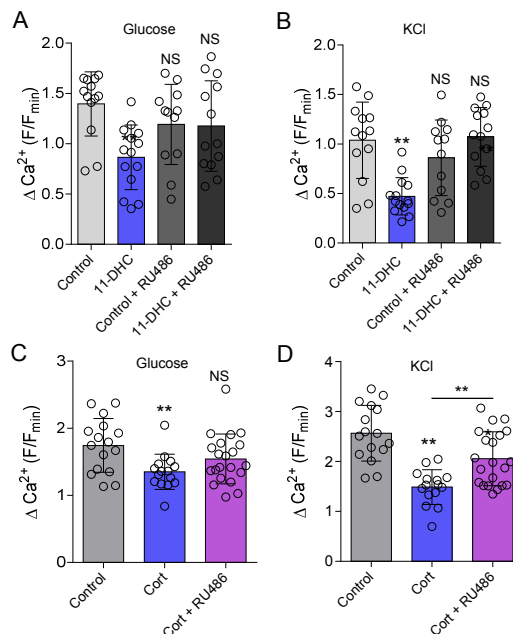 A
Glucose
NS
NS
**
Δ Ca2+ (F/Fmin)
2.0
1.5
1.0
0.5
0.0
Control
11-DHC
Control + RU486
11-DHC + RU486
B
KCl
NS
NS
**
**
Δ Ca2+ (F/Fmin)
2.0
1.5
1.0
0.5
0.0
Control
11-DHC
Control + RU486
11-DHC + RU486
C
Glucose
NS
**
Δ Ca2+ (F/Fmin)
3
2
1
0
Control
Cort
Cort + RU486
D
KCl
**
**
*
Δ Ca2+ (F/Fmin)
4
3
2
1
0
Control
Cort
Cort + RU486